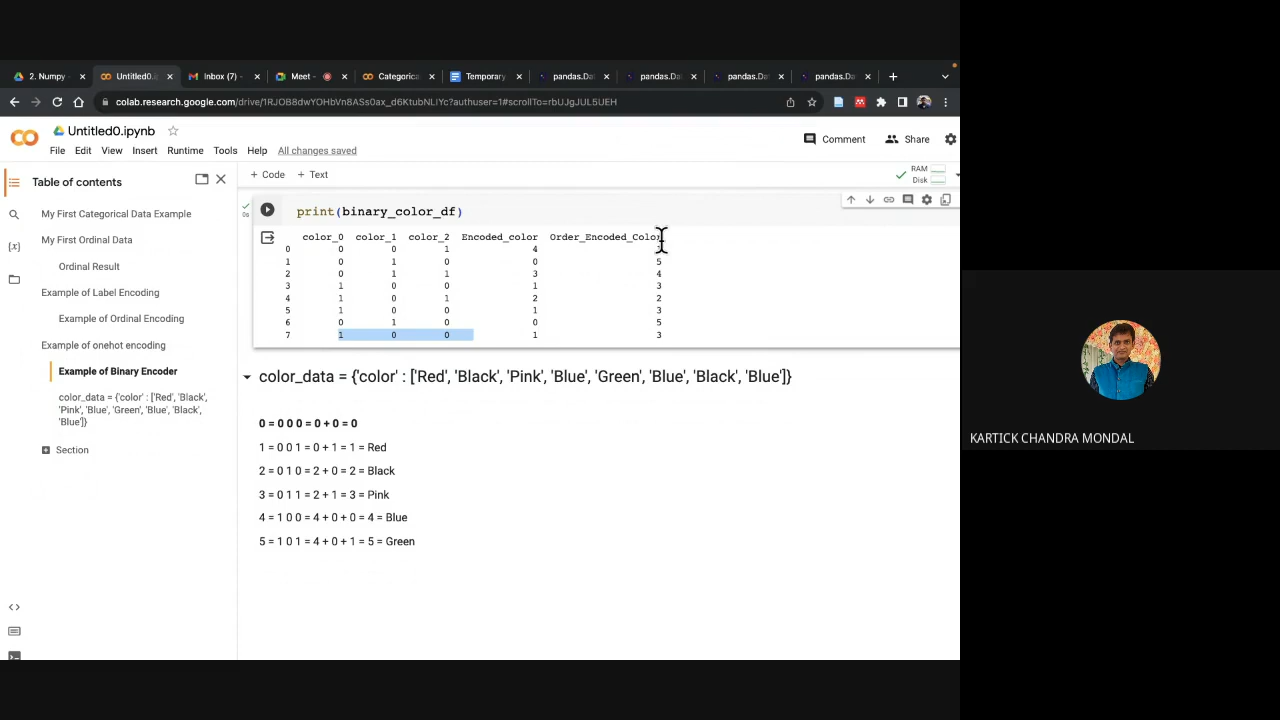 2. Numpy
Untitled0.ip
Inbox (7)
Meet -
Categorica
Temporary
pandas.Dat
pandas.Dat
pandas.Dat
pandas.Dat
colab.research.google.com/drive/1RJOB8dwYOHbVn8ASs0ax_d6KtubNLIYc?authuser=1#scrollTo=rbUJgJUL5UEH
Untitled0.ipynb
Comment
Share
File Edit View Insert Runtime Tools Help All changes saved
Table of contents
+ Code + Text
RAM
Disk
My First Categorical Data Example
My First Ordinal Data
Ordinal Result
Example of Label Encoding
Example of Ordinal Encoding
Example of onehot encoding
Example of Binary Encoder
color_data = {'color' : ['Red', 'Black',
'Pink', 'Blue', 'Green', 'Blue', 'Black',
'Blue']}
Section
0s
print(binary_color_df)
color_0 color_1 color_2 Encoded_color Order_Encoded_Color
0 0 0 1 4
1 0 1 0 0 5
2 0 1 1 3 4
3 1 0 0 1 3
4 1 0 1 2 2
5 1 0 0 1 3
6 0 1 0 0 5
7 1 0 0 1 3
color_data = {'color' : ['Red', 'Black', 'Pink', 'Blue', 'Green', 'Blue', 'Black', 'Blue']}
0 = 0 0 0 = 0 + 0 = 0
1 = 0 0 1 = 0 + 1 = 1 = Red
2 = 0 1 0 = 2 + 0 = 2 = Black
3 = 0 1 1 = 2 + 1 = 3 = Pink
4 = 1 0 0 = 4 + 0 + 0 = 4 = Blue
5 = 1 0 1 = 4 + 0 + 1 = 5 = Green
KARTICK CHANDRA MONDAL